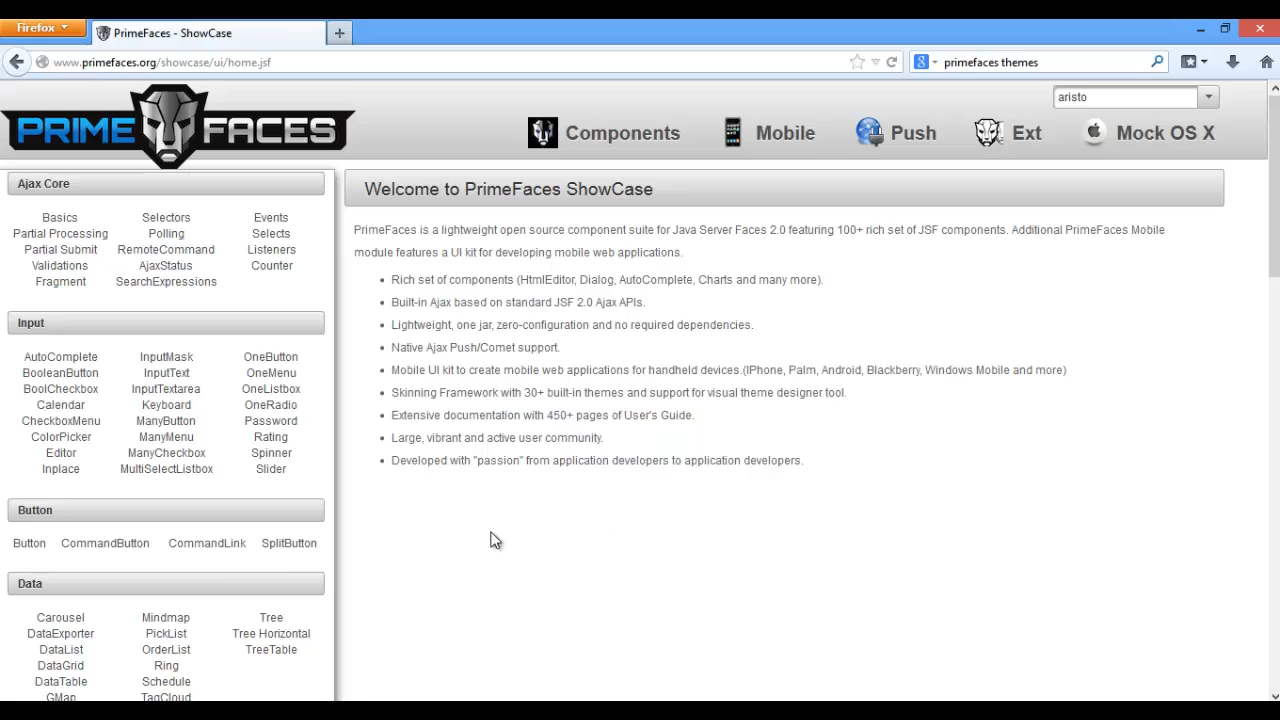 Firefox
PrimeFaces - ShowCase
www.primefaces.org/showcase/ui/home.jsf
primefaces themes
PRIME FACES
aristo
Components
Mobile
Push
Ext
Mock OS X
Ajax Core
Basics Selectors Events
Partial Processing Polling Selects
Partial Submit RemoteCommand Listeners
Validations AjaxStatus Counter
Fragment SearchExpressions
Input
AutoComplete InputMask OneButton
BooleanButton InputText OneMenu
BoolCheckbox InputTextarea OneListbox
Calendar Keyboard OneRadio
CheckboxMenu ManyButton Password
ColorPicker ManyMenu Rating
Editor ManyCheckbox Spinner
Inplace MultiSelectListbox Slider
Button
Button CommandButton CommandLink SplitButton
Data
Carousel Mindmap Tree
DataExporter PickList Tree Horizontal
DataList OrderList TreeTable
DataGrid Ring
DataTable Schedule
GMap TagCloud
Welcome to PrimeFaces ShowCase
PrimeFaces is a lightweight open source component suite for Java Server Faces 2.0 featuring 100+ rich set of JSF components. Additional PrimeFaces Mobile
module features a UI kit for developing mobile web applications.
• Rich set of components (HtmlEditor, Dialog, AutoComplete, Charts and many more).
• Built-in Ajax based on standard JSF 2.0 Ajax APIs.
• Lightweight, one jar, zero-configuration and no required dependencies.
• Native Ajax Push/Comet support.
• Mobile UI kit to create mobile web applications for handheld devices.(IPhone, Palm, Android, Blackberry, Windows Mobile and more)
• Skinning Framework with 30+ built-in themes and support for visual theme designer tool.
• Extensive documentation with 450+ pages of User's Guide.
• Large, vibrant and active user community.
• Developed with "passion" from application developers to application developers.